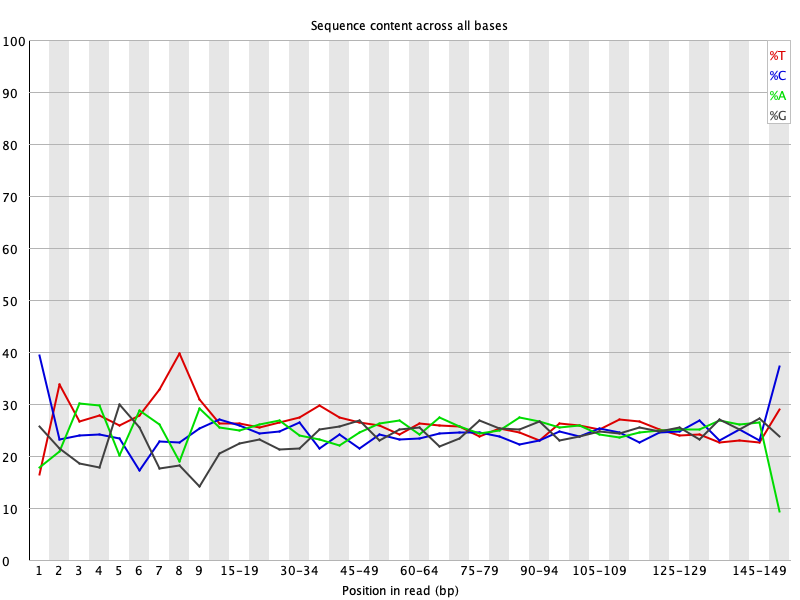 Sequence content across all bases
100
90
80
70
60
50
40
30
20
10
0
%T
%C
%A
%G
1 2 3 4 5 6 7 8 9 15-19 30-34 45-49 60-64 75-79 90-94 105-109 125-129 145-149
Position in read (bp)